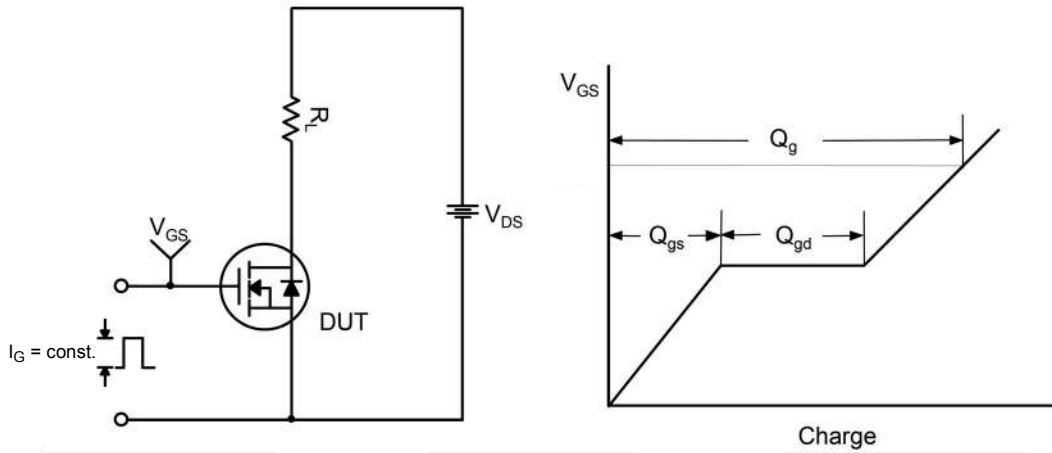 R_L
V_GS
V_DS
DUT
I_G = const.
V_GS
Q_g
Q_gs
Q_gd
Charge